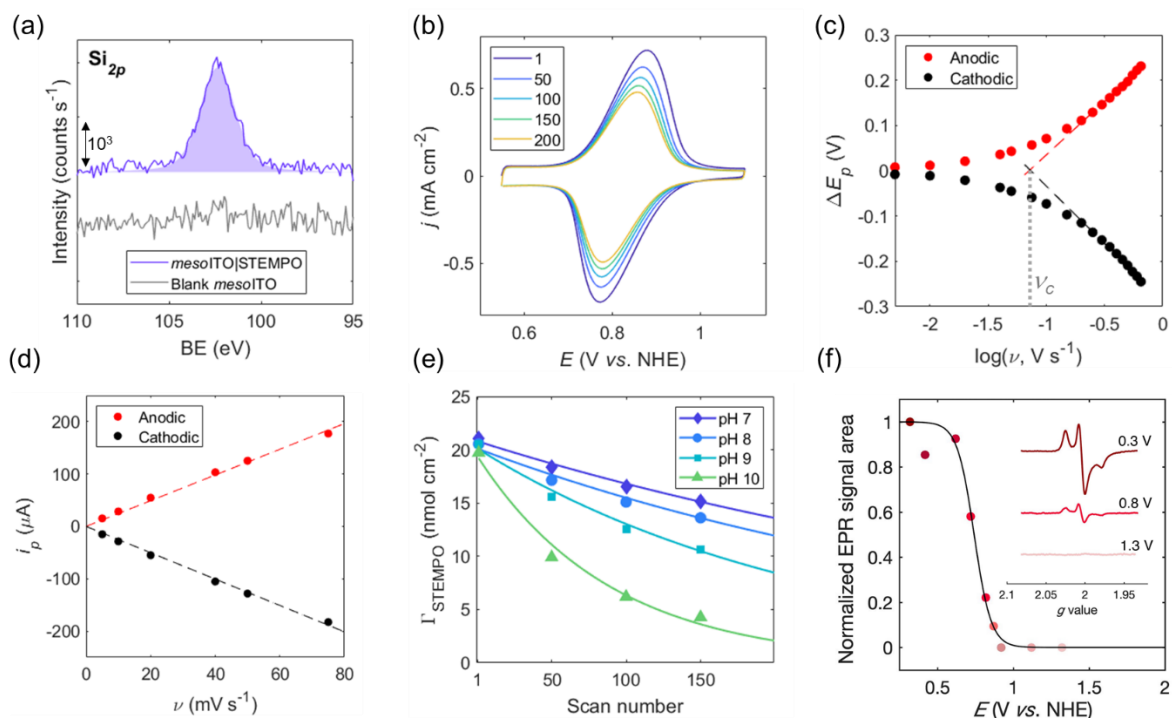 (a)
Si2p
10^3
Intensity (counts s-1)
mesoITO|STEMPO
Blank mesoITO
110 105 100 95
BE (eV)
(b)
1
50
100
150
200
j (mA cm-2)
0.5
0
-0.5
0.6 0.8 1
E (V vs. NHE)
(c)
Anodic
Cathodic
ΔEp (V)
0.3
0.2
0.1
0
-0.1
-0.2
-0.3
νc
-2 -1.5 -1 -0.5 0
log(ν, V s-1)
(d)
Anodic
Cathodic
ip (μA)
200
100
0
-100
-200
0 20 40 60 80
ν (mV s-1)
(e)
pH 7
pH 8
pH 9
pH 10
ΓSTEMPO (nmol cm-2)
25
20
15
10
5
0
1 50 100 150
Scan number
(f)
Normalized EPR signal area
1
0.8
0.6
0.4
0.2
0
0.3 V
0.8 V
1.3 V
2.1 2.05 2 1.95
g value
0.5 1 1.5 2
E (V vs. NHE)